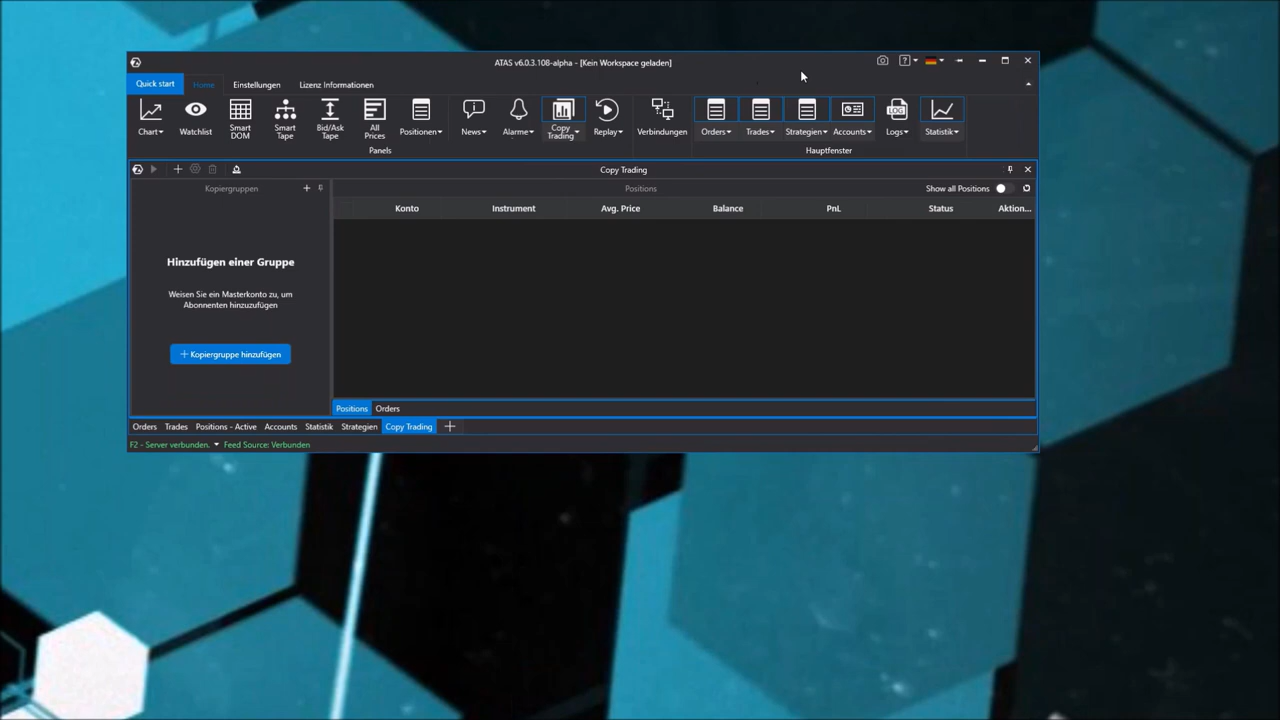 ATAS v6.0.3.108-alpha - [Kein Workspace geladen]
Quick start Home Einstellungen Lizenz Informationen
Chart Watchlist Smart DOM Smart Tape Bid/Ask Tape All Prices Positionen News Alarme Copy Trading Replay Verbindungen Orders Trades Strategien Accounts LOG Logs Statistik
Panels Hauptfenster
Copy Trading
Kopiergruppen Positions Show all Positions
Konto Instrument Avg. Price Balance PnL Status Aktion...
Hinzufügen einer Gruppe
Weisen Sie ein Masterkonto zu, um
Abonnenten hinzuzufügen
Kopiergruppe hinzufügen
Positions Orders
Orders Trades Positions - Active Accounts Statistik Strategien Copy Trading
F2 - Server verbunden. Feed Source: Verbunden